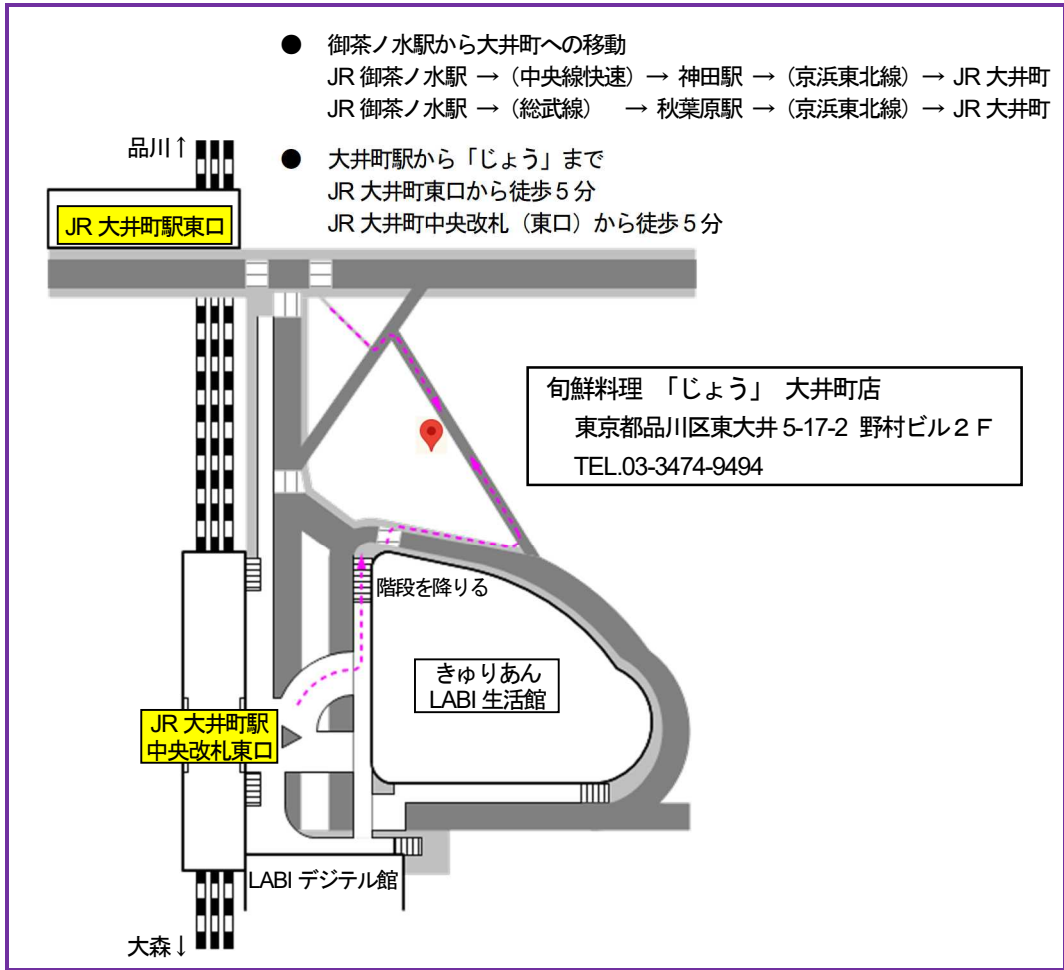 ● 御茶ノ水駅から大井町への移動
JR 御茶ノ水駅 → (中央線快速) → 神田駅 → (京浜東北線) → JR 大井町
JR 御茶ノ水駅 → (総武線) → 秋葉原駅 → (京浜東北線) → JR 大井町
品川↑
● 大井町駅から「じょう」まで
JR 大井町東口から徒歩5分
JR 大井町中央改札（東口）から徒歩5分
JR 大井町駅東口
旬鮮料理 「じょう」 大井町店
東京都品川区東大井 5-17-2 野村ビル２Ｆ
TEL.03-3474-9494
階段を降りる
きゅりあん
LABI 生活館
JR 大井町駅
中央改札東口
LABI デジテル館
大森↓